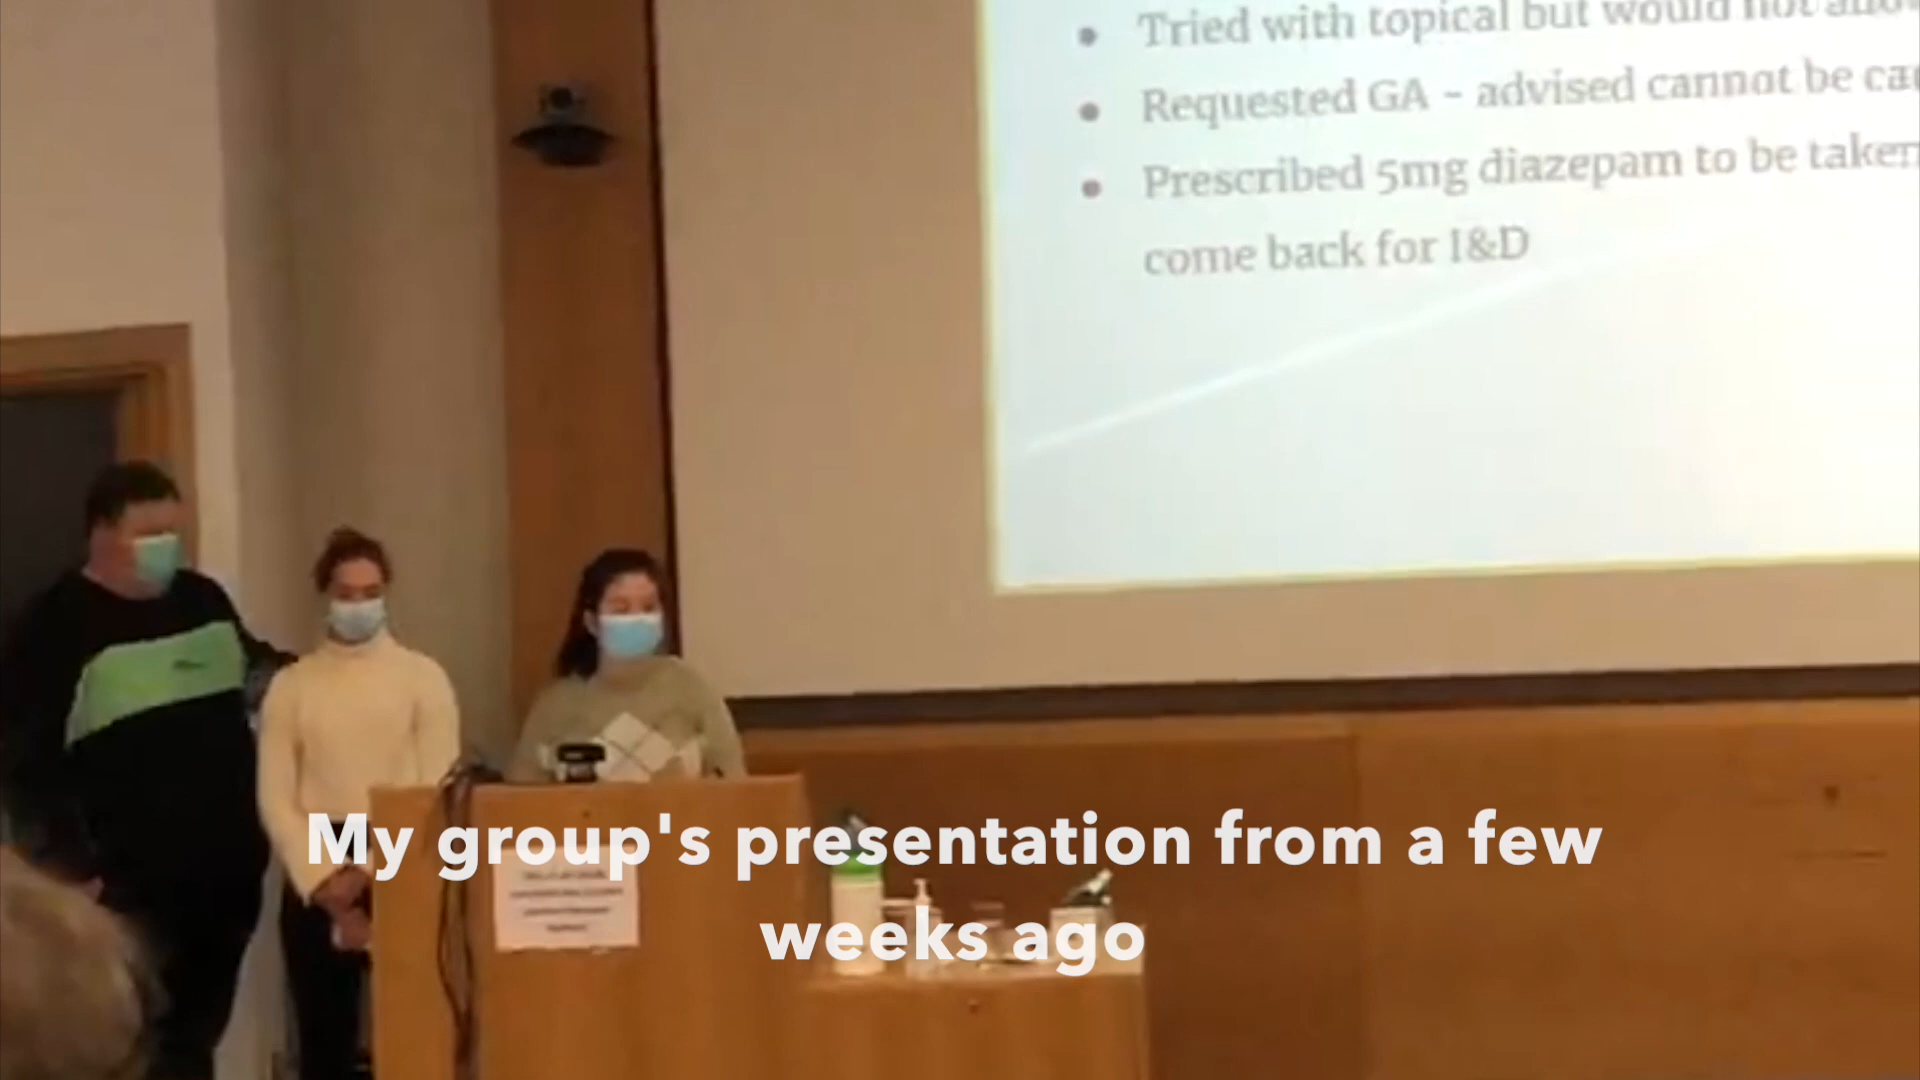 Tried with topical but would not
Requested GA - advised cannot be
Prescribed 5mg diazepam to be taken
come back for I&D
My group's presentation from a few
weeks ago